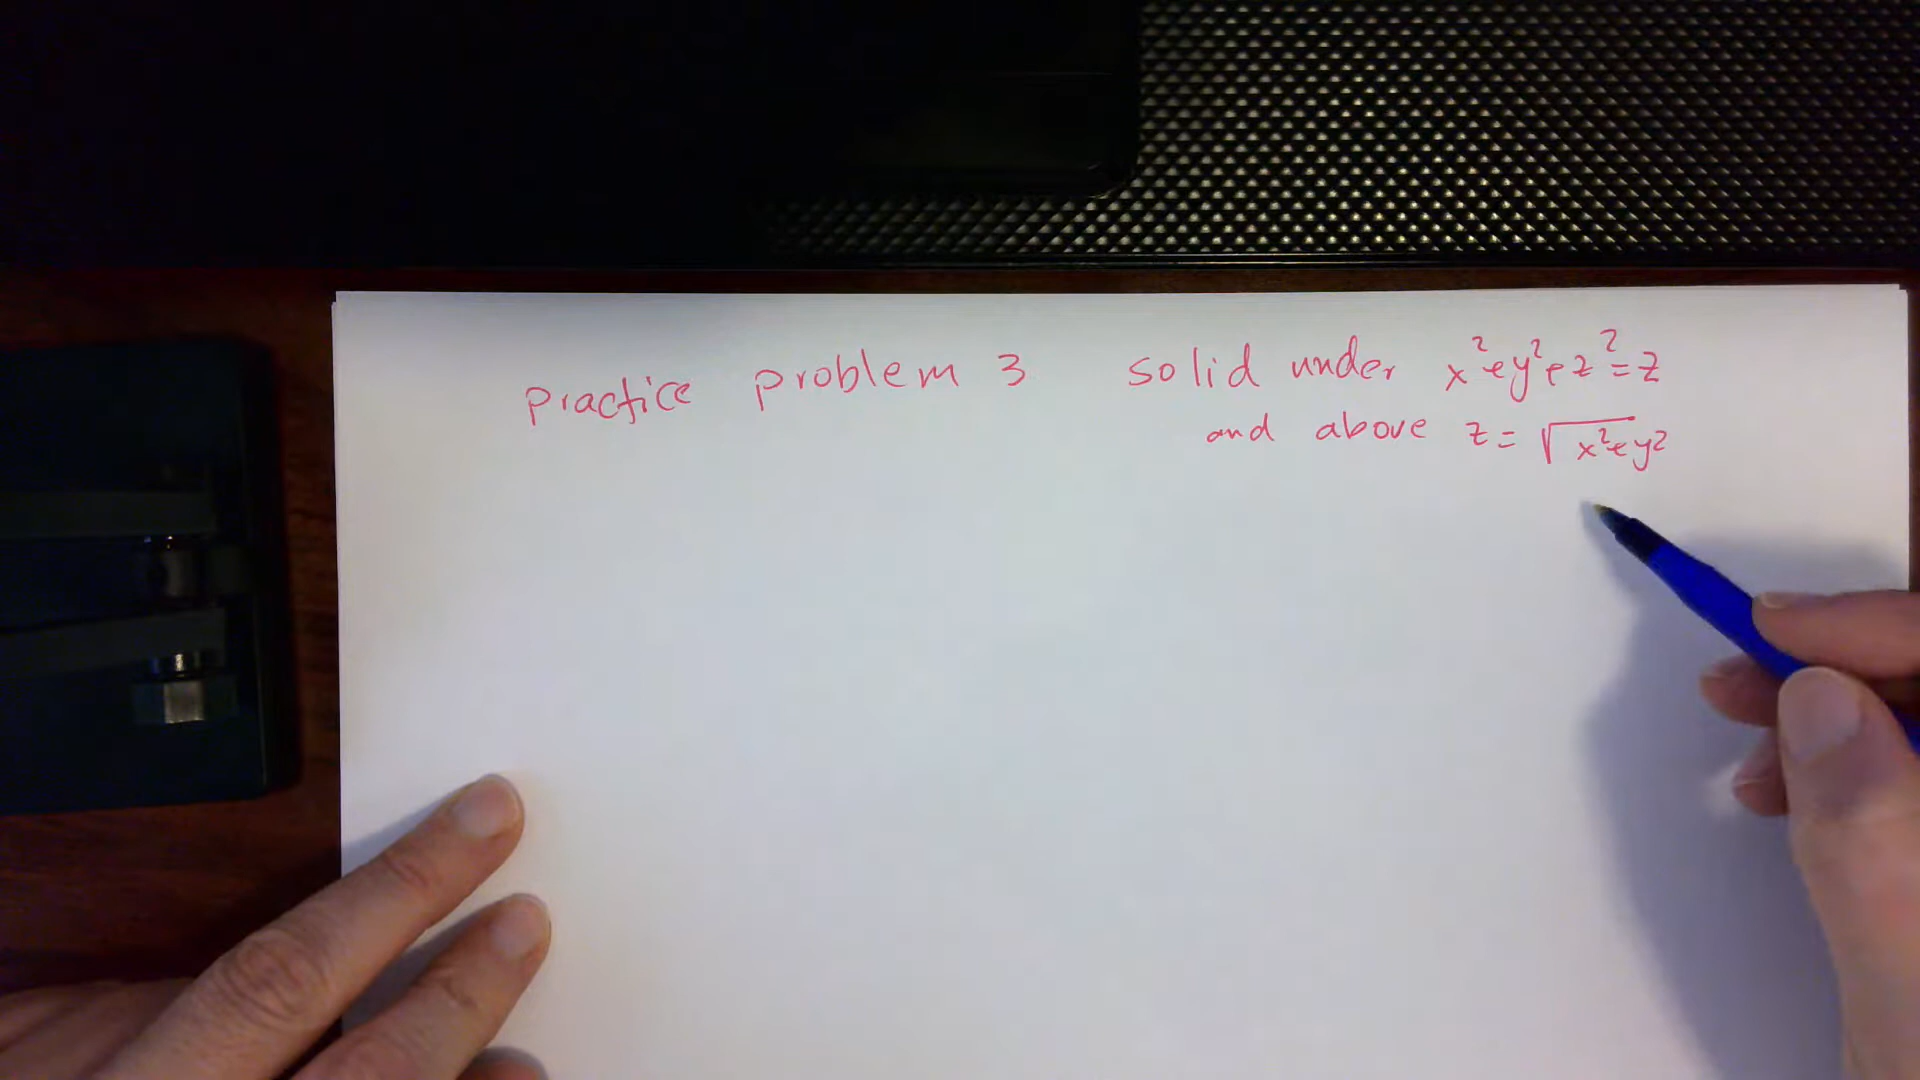 Practice problem 3 solid under x²+y²+z²=z
and above z=√x²+y²